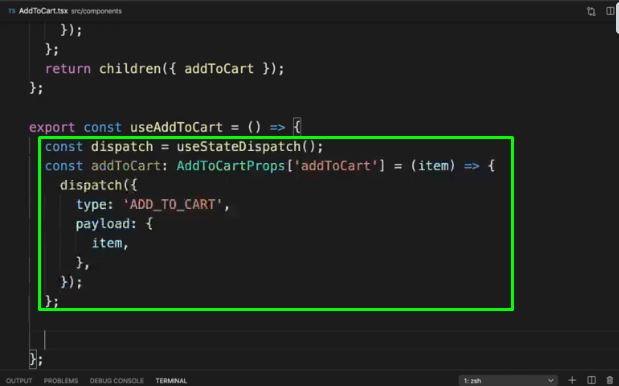 TS AddToCart.tsx src/components
});
};
return children({ addToCart });
};
export const useAddToCart = () => {
const dispatch = useStateDispatch();
const addToCart: AddToCartProps['addToCart'] = (item) => {
dispatch({
type: 'ADD_TO_CART',
payload: {
item,
},
});
};
};
OUTPUT PROBLEMS DEBUG CONSOLE TERMINAL 1: zsh